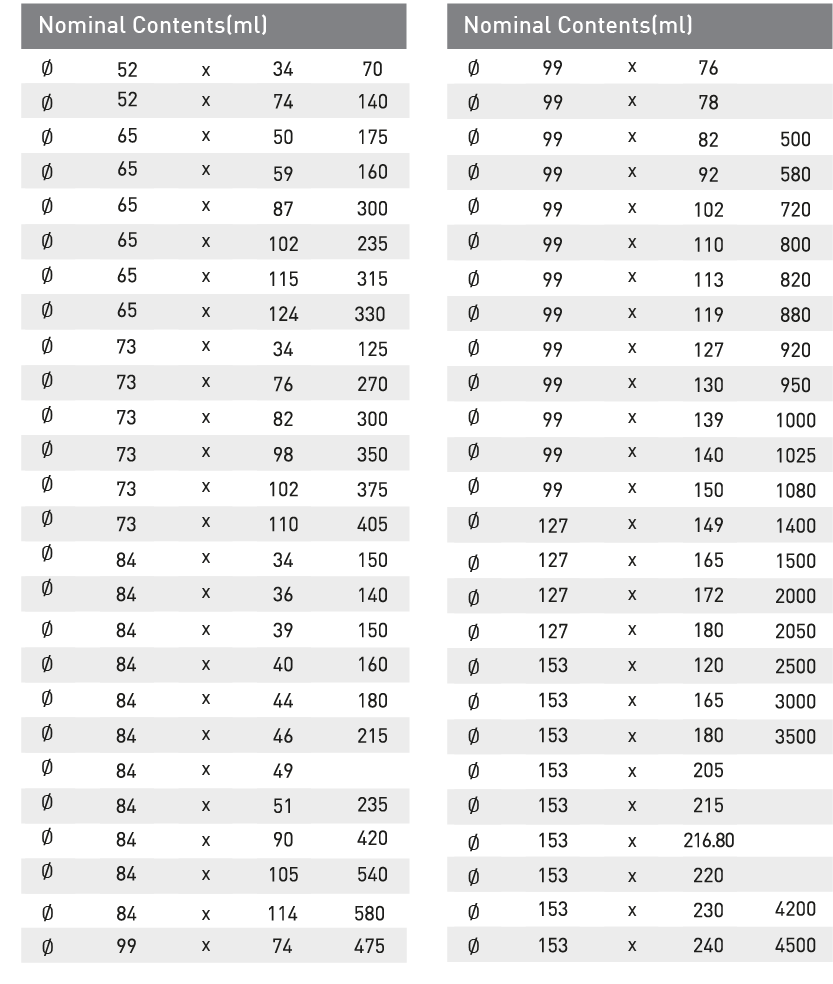 Nominal Contents(ml)
Ø 52 x 34 70
Ø 52 x 74 140
Ø 65 x 50 175
Ø 65 x 59 160
Ø 65 x 87 300
Ø 65 x 102 235
Ø 65 x 115 315
Ø 65 x 124 330
Ø 73 x 34 125
Ø 73 x 76 270
Ø 73 x 82 300
Ø 73 x 98 350
Ø 73 x 102 375
Ø 73 x 110 405
Ø 84 x 34 150
Ø 84 x 36 140
Ø 84 x 39 150
Ø 84 x 40 160
Ø 84 x 44 180
Ø 84 x 46 215
Ø 84 x 49
Ø 84 x 51 235
Ø 84 x 90 420
Ø 84 x 105 540
Ø 84 x 114 580
Ø 99 x 74 475
Nominal Contents(ml)
Ø 99 x 76
Ø 99 x 78
Ø 99 x 82 500
Ø 99 x 92 580
Ø 99 x 102 720
Ø 99 x 110 800
Ø 99 x 113 820
Ø 99 x 119 880
Ø 99 x 127 920
Ø 99 x 130 950
Ø 99 x 139 1000
Ø 99 x 140 1025
Ø 99 x 150 1080
Ø 127 x 149 1400
Ø 127 x 165 1500
Ø 127 x 172 2000
Ø 127 x 180 2050
Ø 153 x 120 2500
Ø 153 x 165 3000
Ø 153 x 180 3500
Ø 153 x 205
Ø 153 x 215
Ø 153 x 216.80
Ø 153 x 220
Ø 153 x 230 4200
Ø 153 x 240 4500